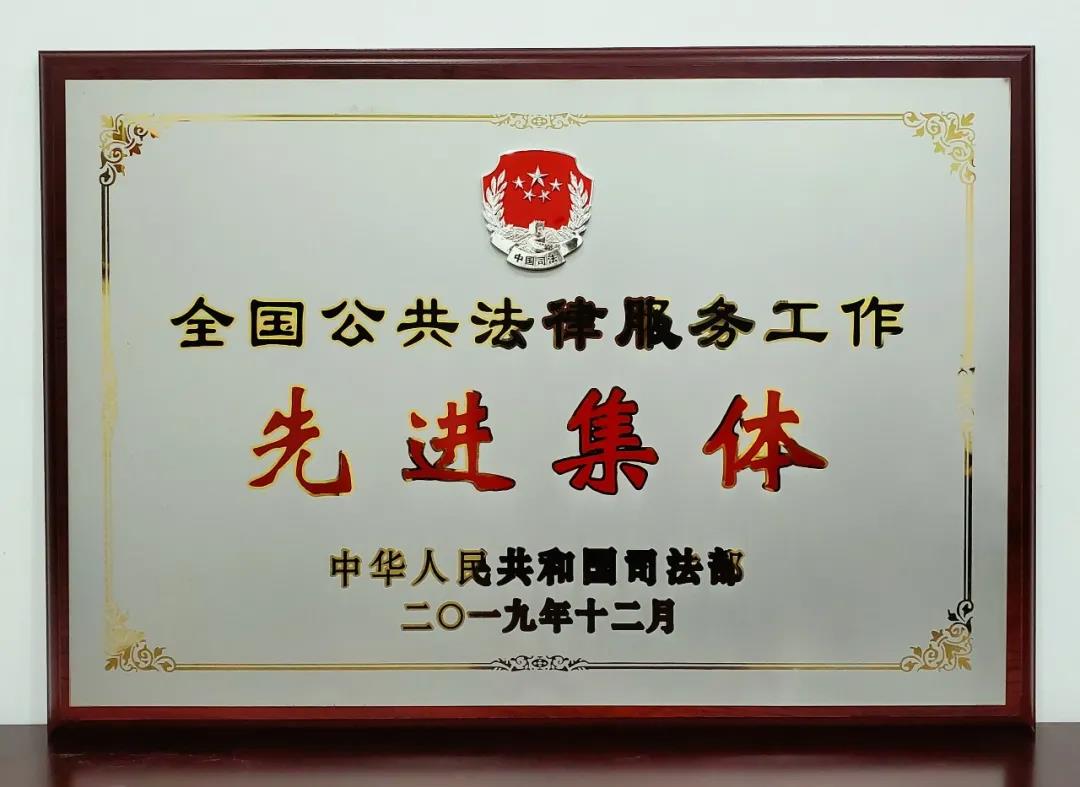 中国司法
全国公共法律服务工作
先进集体
中华人民共和国司法部
二〇一九年十二月